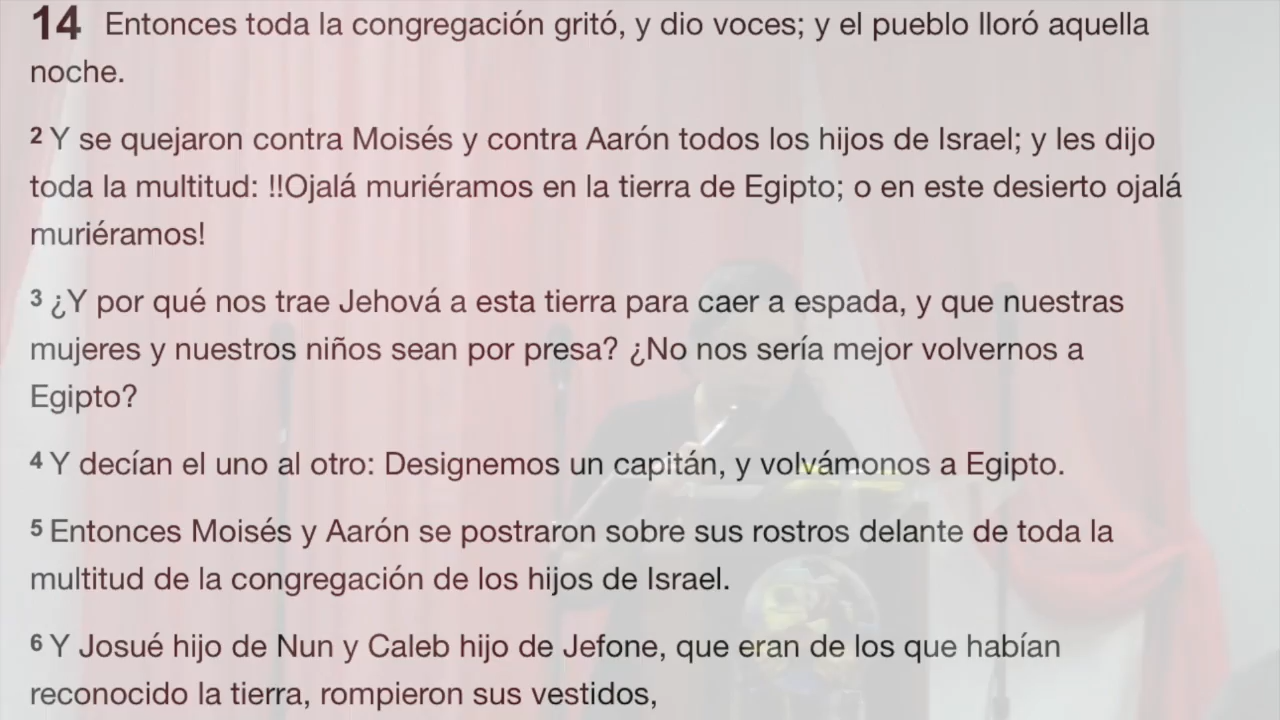 14 Entonces toda la congregación gritó, y dio voces; y el pueblo lloró aquella
noche.
2 Y se quejaron contra Moisés y contra Aarón todos los hijos de Israel; y les dijo
toda la multitud: !!Ojalá muriéramos en la tierra de Egipto; o en este desierto ojalá
muriéramos!
3 ¿Y por qué nos trae Jehová a esta tierra para caer a espada, y que nuestras
mujeres y nuestros niños sean por presa? ¿No nos sería mejor volvernos a
Egipto?
4 Y decían el uno al otro: Designemos un capitán, y volvámonos a Egipto.
5 Entonces Moisés y Aarón se postraron sobre sus rostros delante de toda la
multitud de la congregación de los hijos de Israel.
6 Y Josué hijo de Nun y Caleb hijo de Jefone, que eran de los que habían
reconocido la tierra, rompieron sus vestidos,